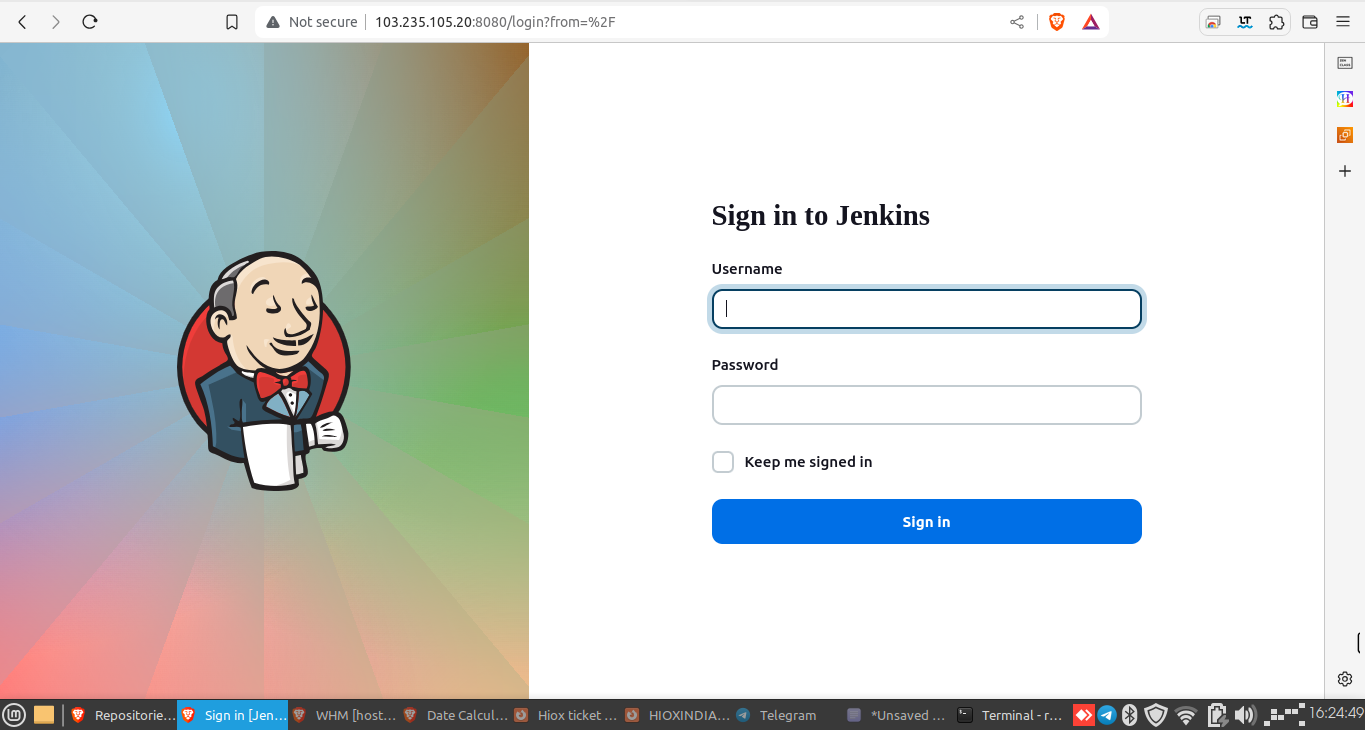 Not secure 103.235.105.20:8080/login?from=%2F
LT
Sign in to Jenkins
Username
Password
Keep me signed in
Sign in
lm
Repositorie...
Sign in [Jen...
WHM [host...
Date Calcul...
Hiox ticket ...
HIOXINDIA...
Telegram
*Unsaved ...
Terminal - r...
16:24:49